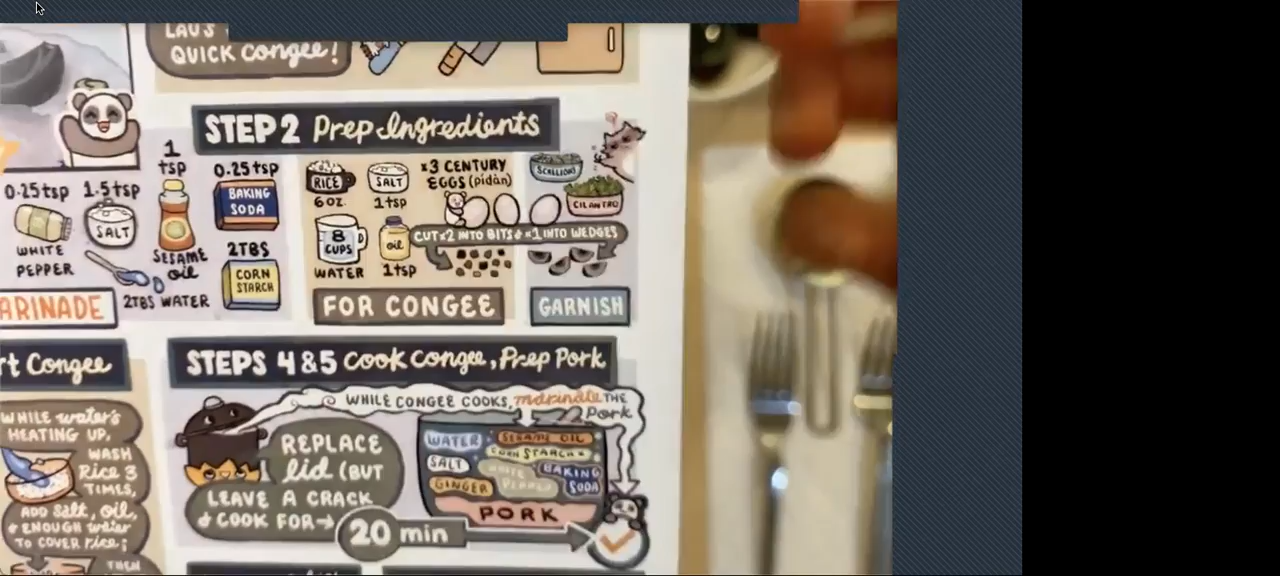 LAU'S
QUICK congee!
STEP 2 Prep Ingredients
1
tsp
0.25 tsp
0.25 tsp
1.5 tsp
SALT
WHITE
PEPPER
SESAME
oil
2TBS WATER
BAKING
SODA
2TBS
CORN
STARCH
ARINADE
RICE
6 OZ.
SALT
1 tsp
x3 CENTURY
EGGS (pídàn)
8
CUPS
WATER
oil
1 tsp
CUT x2 INTO BITS & x1 INTO WEDGES
FOR CONGEE
SCALLIONS
CILANTRO
GARNISH
rt Congee
WHILE water's
HEATING UP,
WASH
Rice 3
TIMES,
ADD salt, oil,
& ENOUGH water
TO COVER rice;
THEN
STEPS 4 & 5 Cook Congee, Prep Pork
WHILE CONGEE COOKS, marinate THE
Pork
REPLACE
lid (BUT
LEAVE A CRACK
& COOK FOR→
20 min
WATER
SESAME OIL
SALT
CORN STARCH
GINGER
WHITE
PEPPER
BAKING
SODA
PORK